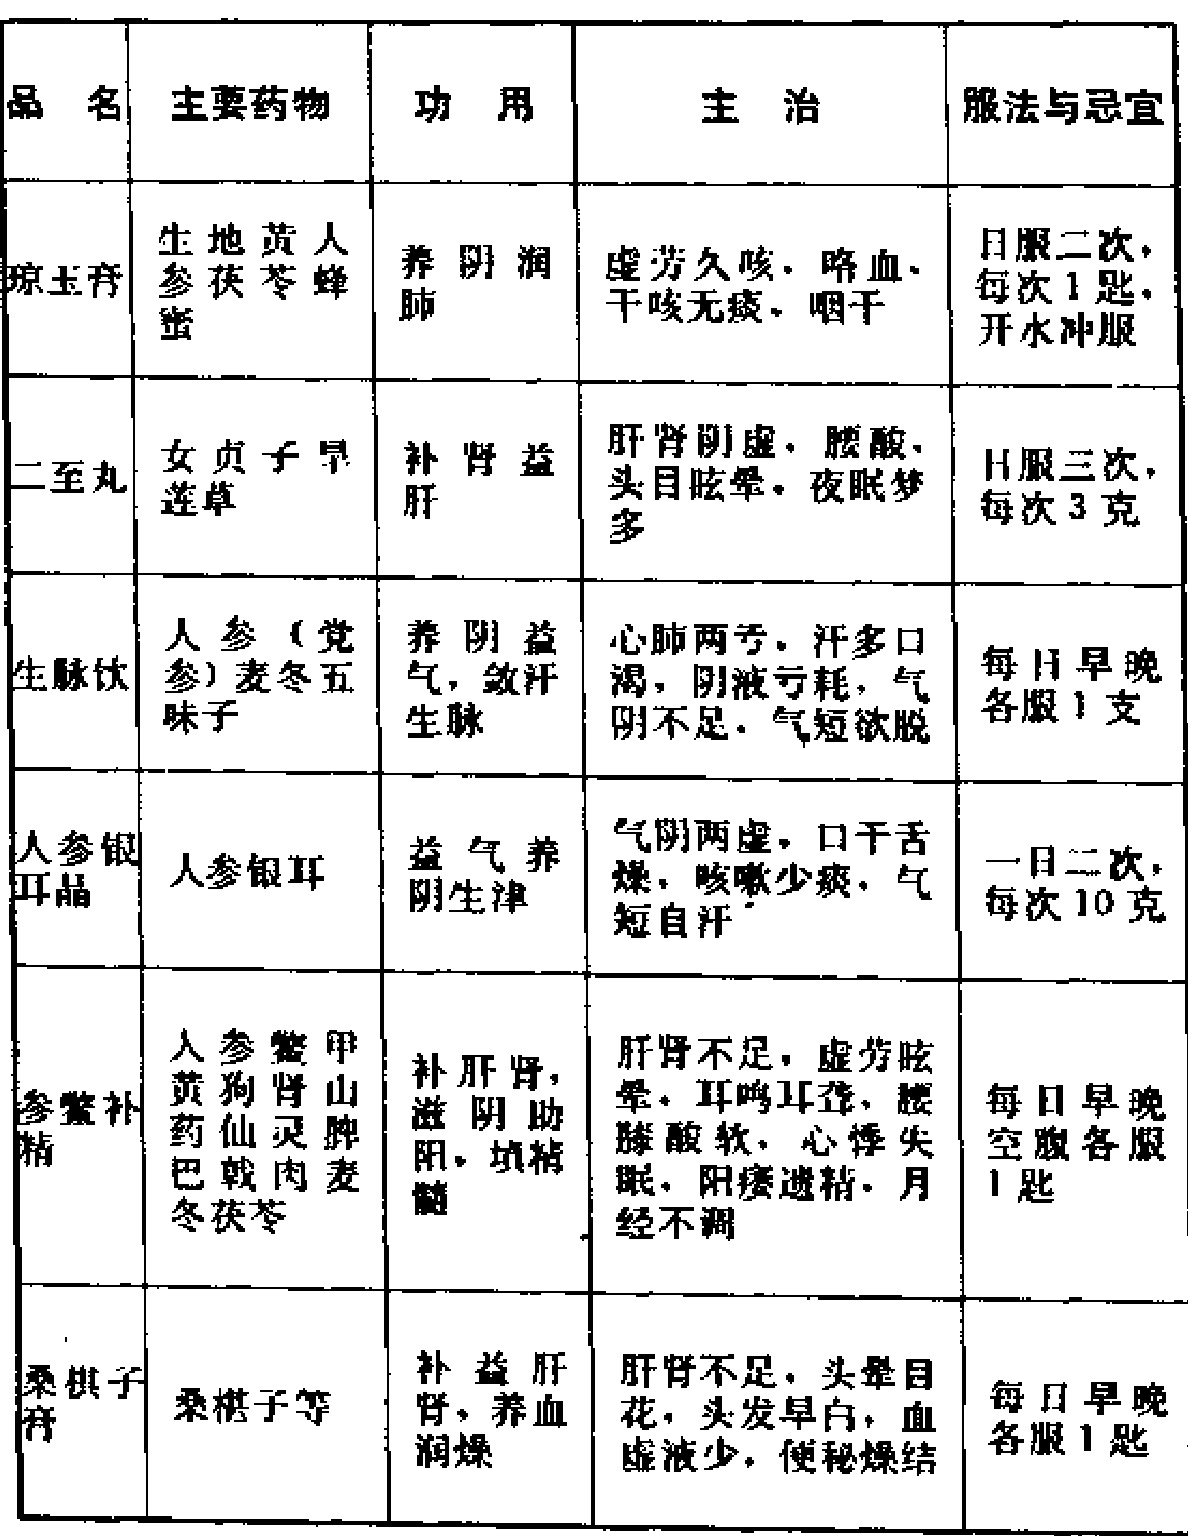 品 名 主要药物 功 用 主 治 服法与忌宜
琼玉膏
生地黄人
参茯苓蜂
蜜
养阴润
肺
虚劳久咳，咯血、
干咳无痰、咽干
日服二次，
每次1匙，
开水冲服
二至丸
女贞子旱
莲草
补肾益
肝
肝肾阴虚，腰酸、
头目眩晕，夜眠梦
多
日服三次，
每次3克
生脉饮
人参（党
参）麦冬五
味子
养阴益
气，敛汗
生脉
心肺两亏，汗多口
渴，阴液亏耗，气
阴不足，气短欲脱
每日早晚
各服1支
人参银
耳晶
人参银耳
益气养
阴生津
气阴两虚，口干舌
燥，咳嗽少痰，气
短自汗
一日二次，
每次10克
参鳖补
精
人参鳖甲
黄狗肾山
药仙灵脾
巴戟肉麦
冬茯苓
补肝肾，
滋阴助
阳，填精
髓
肝肾不足，虚劳眩
晕，耳鸣耳聋，腰
膝酸软，心悸失
眠，阳痿遗精，月
经不调
每日早晚
空腹各服
1匙
桑椹子
膏
桑椹子等
补益肝
肾，养血
润燥
肝肾不足，头晕目
花，头发早白，血
虚液少，便秘燥结
每日早晚
各服1匙